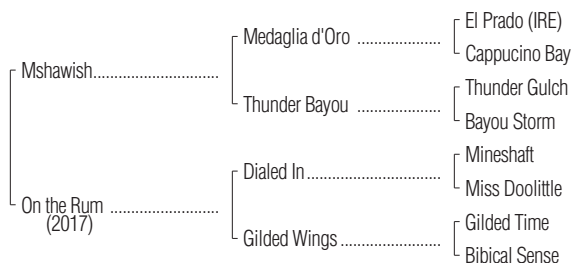 El Prado (IRE)
Medaglia d'Oro
Cappucino Bay
Mshawish
Thunder Gulch
Thunder Bayou
Bayou Storm
Mineshaft
Dialed In
Miss Doolittle
On the Rum
(2017)
Gilded Time
Gilded Wings
Bibical Sense